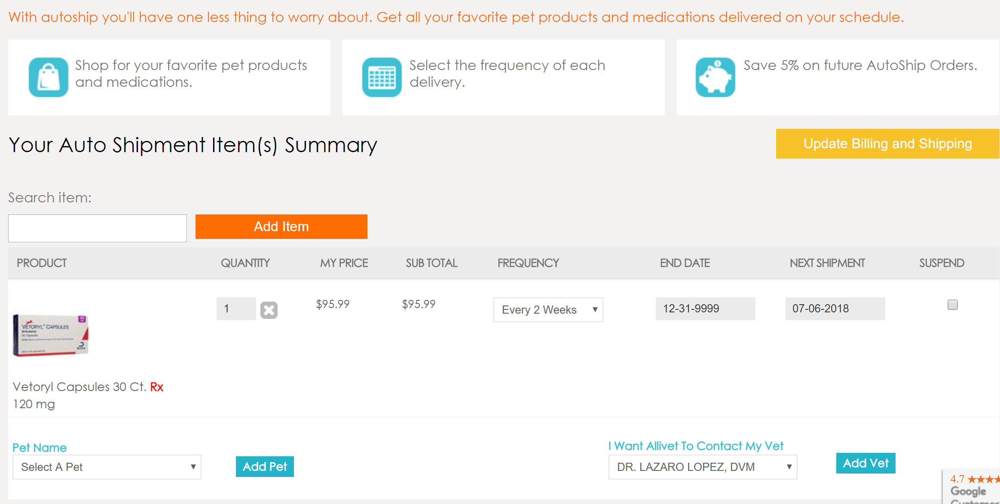 With autoship you'll have one less thing to worry about. Get all your favorite pet products and medications delivered on your schedule.
Shop for your favorite pet products
and medications.
Select the frequency of each
delivery.
Save 5% on future AutoShip Orders.
Your Auto Shipment Item(s) Summary
Update Billing and Shipping
Search item:
Add Item
PRODUCT QUANTITY MY PRICE SUB TOTAL FREQUENCY END DATE NEXT SHIPMENT SUSPEND
1 $95.99 $95.99 Every 2 Weeks 12-31-9999 07-06-2018
VETORYL CAPSULES
30 Capsules
Vetoryl Capsules 30 Ct. Rx
120 mg
Pet Name
Select A Pet
Add Pet
I Want Allivet To Contact My Vet
DR. LAZARO LOPEZ, DVM
Add Vet
4.7
Google